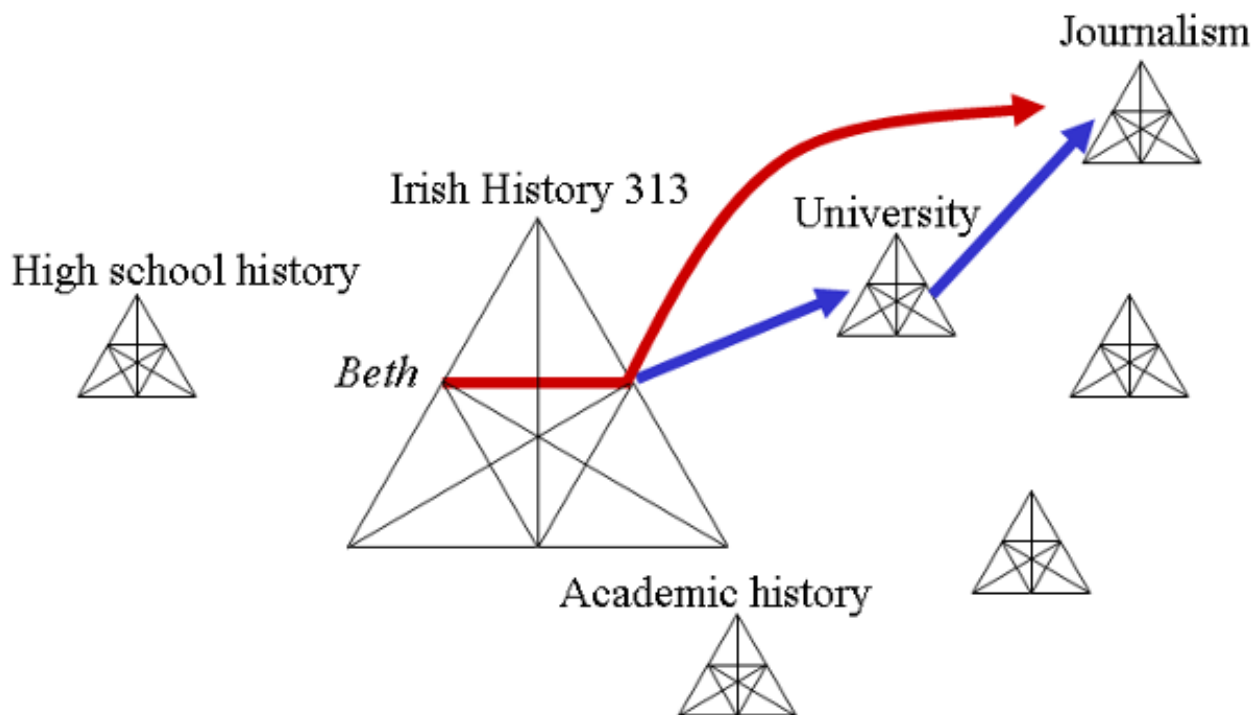 Journalism
Irish History 313
University
High school history
Beth
Academic history